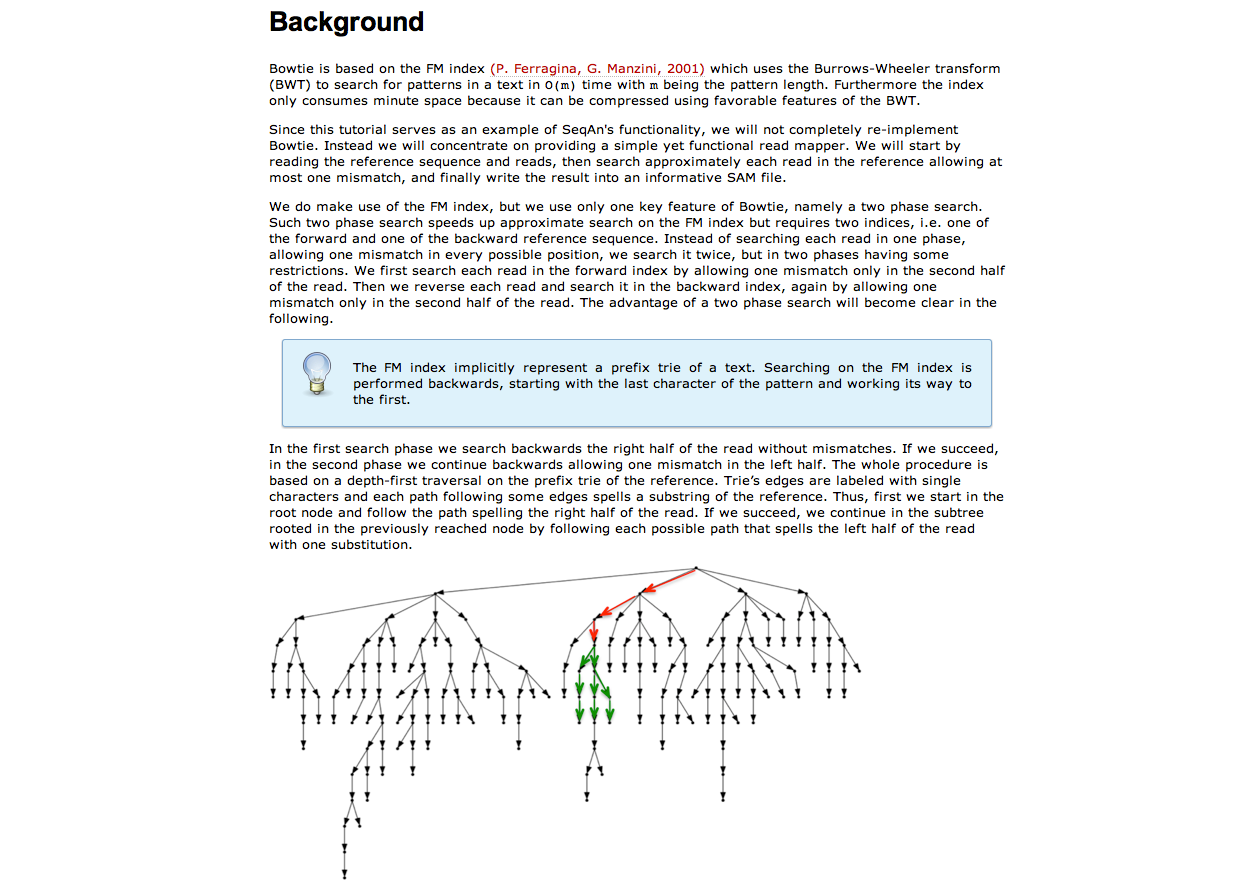 Background
Bowtie is based on the FM index (P. Ferragina, G. Manzini, 2001) which uses the Burrows-Wheeler transform
(BWT) to search for patterns in a text in O(m) time with m being the pattern length. Furthermore the index
only consumes minute space because it can be compressed using favorable features of the BWT.
Since this tutorial serves as an example of SeqAn's functionality, we will not completely re-implement
Bowtie. Instead we will concentrate on providing a simple yet functional read mapper. We will start by
reading the reference sequence and reads, then search approximately each read in the reference allowing at
most one mismatch, and finally write the result into an informative SAM file.
We do make use of the FM index, but we use only one key feature of Bowtie, namely a two phase search.
Such two phase search speeds up approximate search on the FM index but requires two indices, i.e. one of
the forward and one of the backward reference sequence. Instead of searching each read in one phase,
allowing one mismatch in every possible position, we search it twice, but in two phases having some
restrictions. We first search each read in the forward index by allowing one mismatch only in the second half
of the read. Then we reverse each read and search it in the backward index, again by allowing one
mismatch only in the second half of the read. The advantage of a two phase search will become clear in the
following.
The FM index implicitly represent a prefix trie of a text. Searching on the FM index is
performed backwards, starting with the last character of the pattern and working its way to
the first.
In the first search phase we search backwards the right half of the read without mismatches. If we succeed,
in the second phase we continue backwards allowing one mismatch in the left half. The whole procedure is
based on a depth-first traversal on the prefix trie of the reference. Trie’s edges are labeled with single
characters and each path following some edges spells a substring of the reference. Thus, first we start in the
root node and follow the path spelling the right half of the read. If we succeed, we continue in the subtree
rooted in the previously reached node by following each possible path that spells the left half of the read
with one substitution.